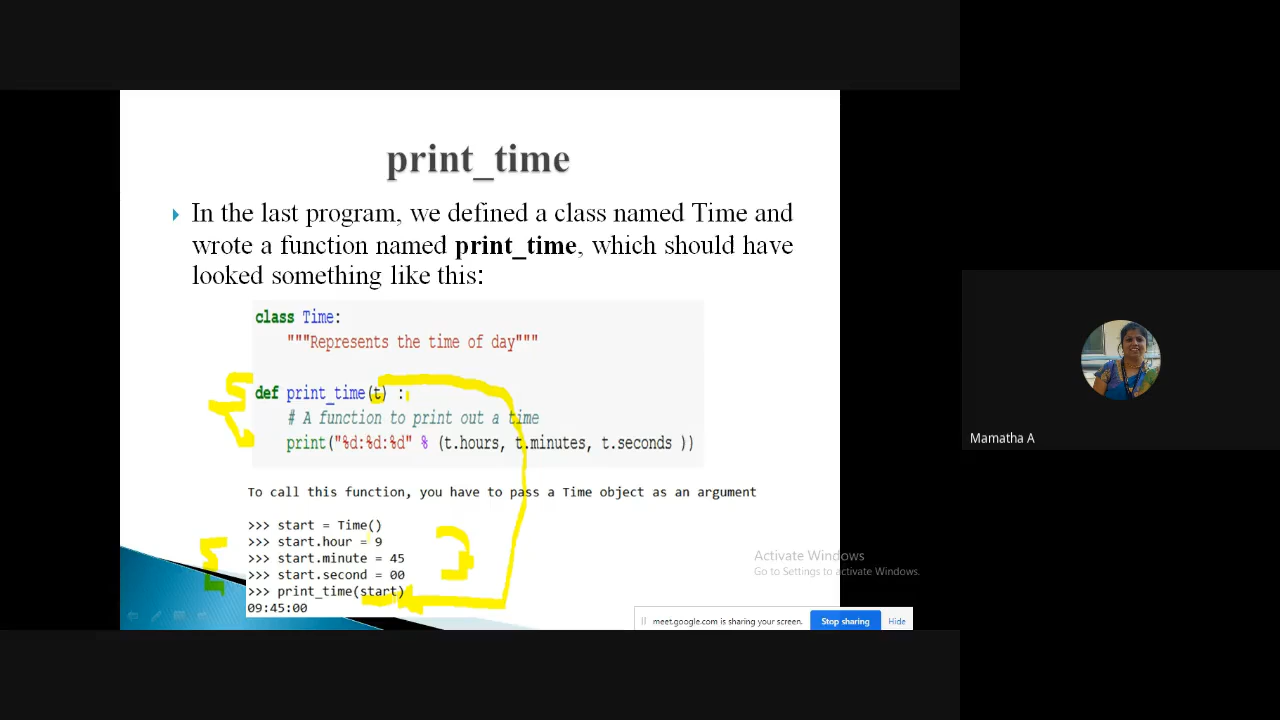 print_time
In the last program, we defined a class named Time and
wrote a function named print_time, which should have
looked something like this:
class Time:
"""Represents the time of day"""
def print_time(t) :
# A function to print out a time
print("%d:%d:%d" % (t.hours, t.minutes, t.seconds ))
To call this function, you have to pass a Time object as an argument
>>> start = Time()
>>> start.hour = 9
>>> start.minute = 45
>>> start.second = 00
>>> print_time(start)
09:45:00
Activate Windows
Go to Settings to activate Windows.
meet.google.com is sharing your screen. Stop sharing Hide
Mamatha A